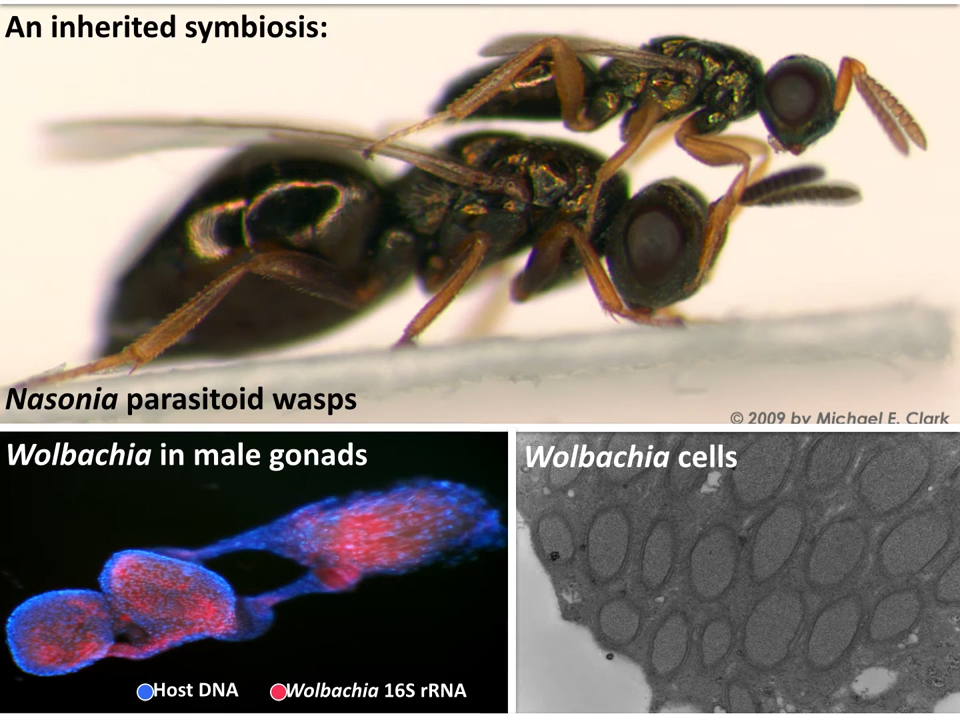 An inherited symbiosis:
Nasonia parasitoid wasps
© 2009 by Michael E. Clark
Wolbachia in male gonads
Host DNA
Wolbachia 16S rRNA
Wolbachia cells